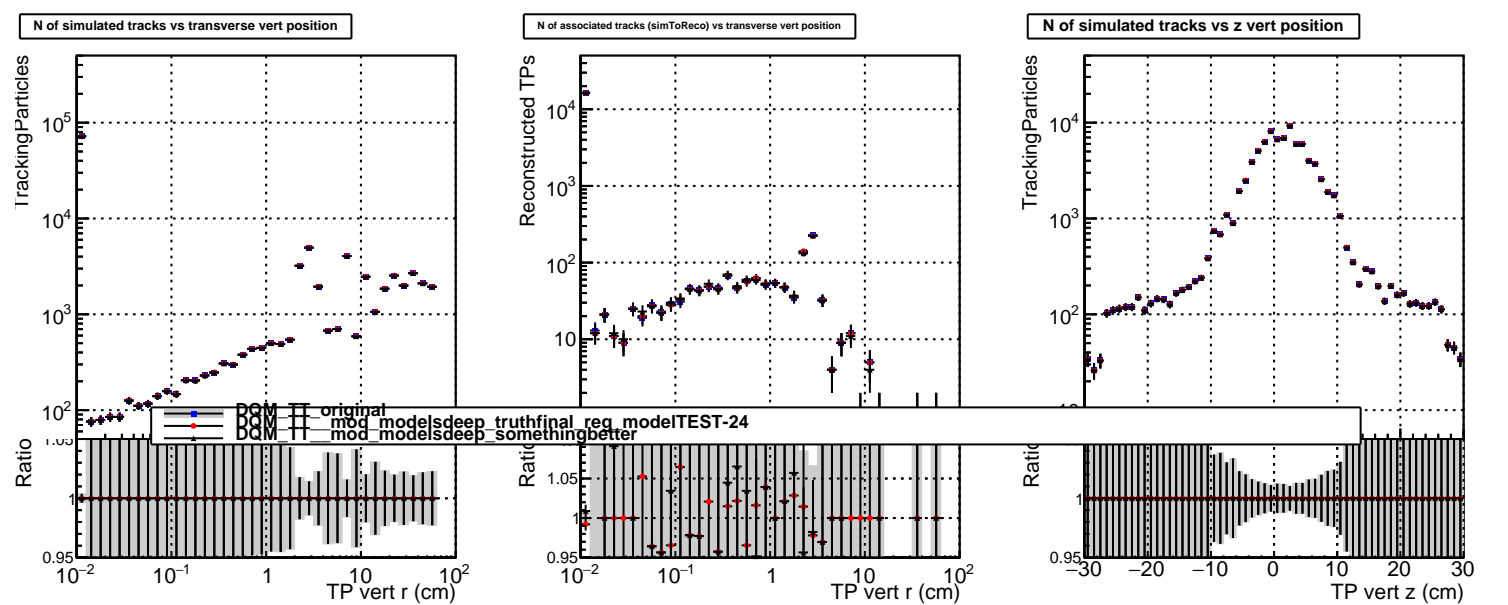 N of simulated tracks vs transverse vert position
TrackingParticles
10^5
10^4
10^3
10^2
Ratio
1
0.95
10^−2 10^−1 1 10 10^2
TP vert r (cm)
N of associated tracks (simToReco) vs transverse vert position
Reconstructed TPs
10^4
10^3
10^2
10
1.05
1
0.95
10^−2 10^−1 1 10 10^2
TP vert r (cm)
N of simulated tracks vs z vert position
TrackingParticles
10^4
10^3
10^2
10
1
0.95
−30 −20 −10 0 10 20 30
TP vert z (cm)
DQM_TT_original
DQM_TT__mod_modelsdeep_truthfinal_reg_modelTEST-24
DQM_TT__mod_modelsdeep_somethingbetter